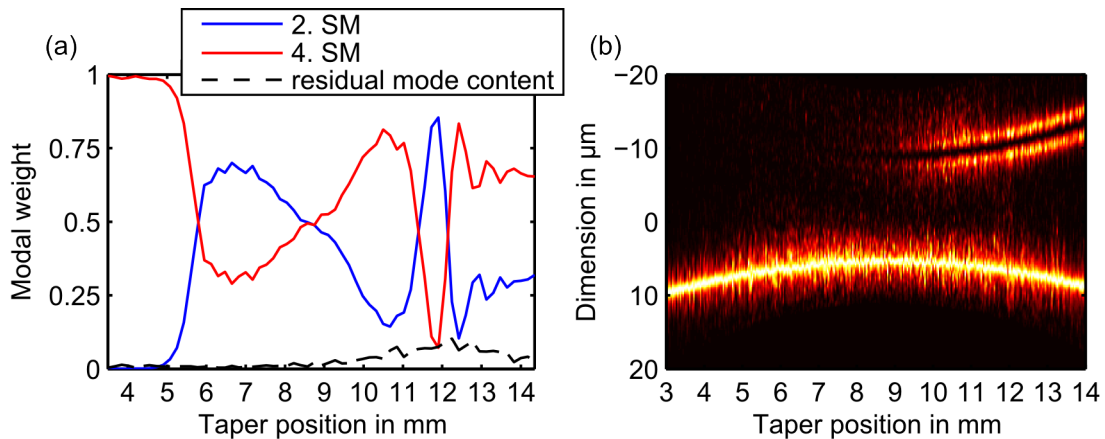 (a)
2. SM
4. SM
residual mode content
1
0.75
0.5
0.25
0
Modal weight
4 5 6 7 8 9 10 11 12 13 14
Taper position in mm
(b)
−20
−10
0
10
20
Dimension in µm
3 4 5 6 7 8 9 10 11 12 13 14
Taper position in mm